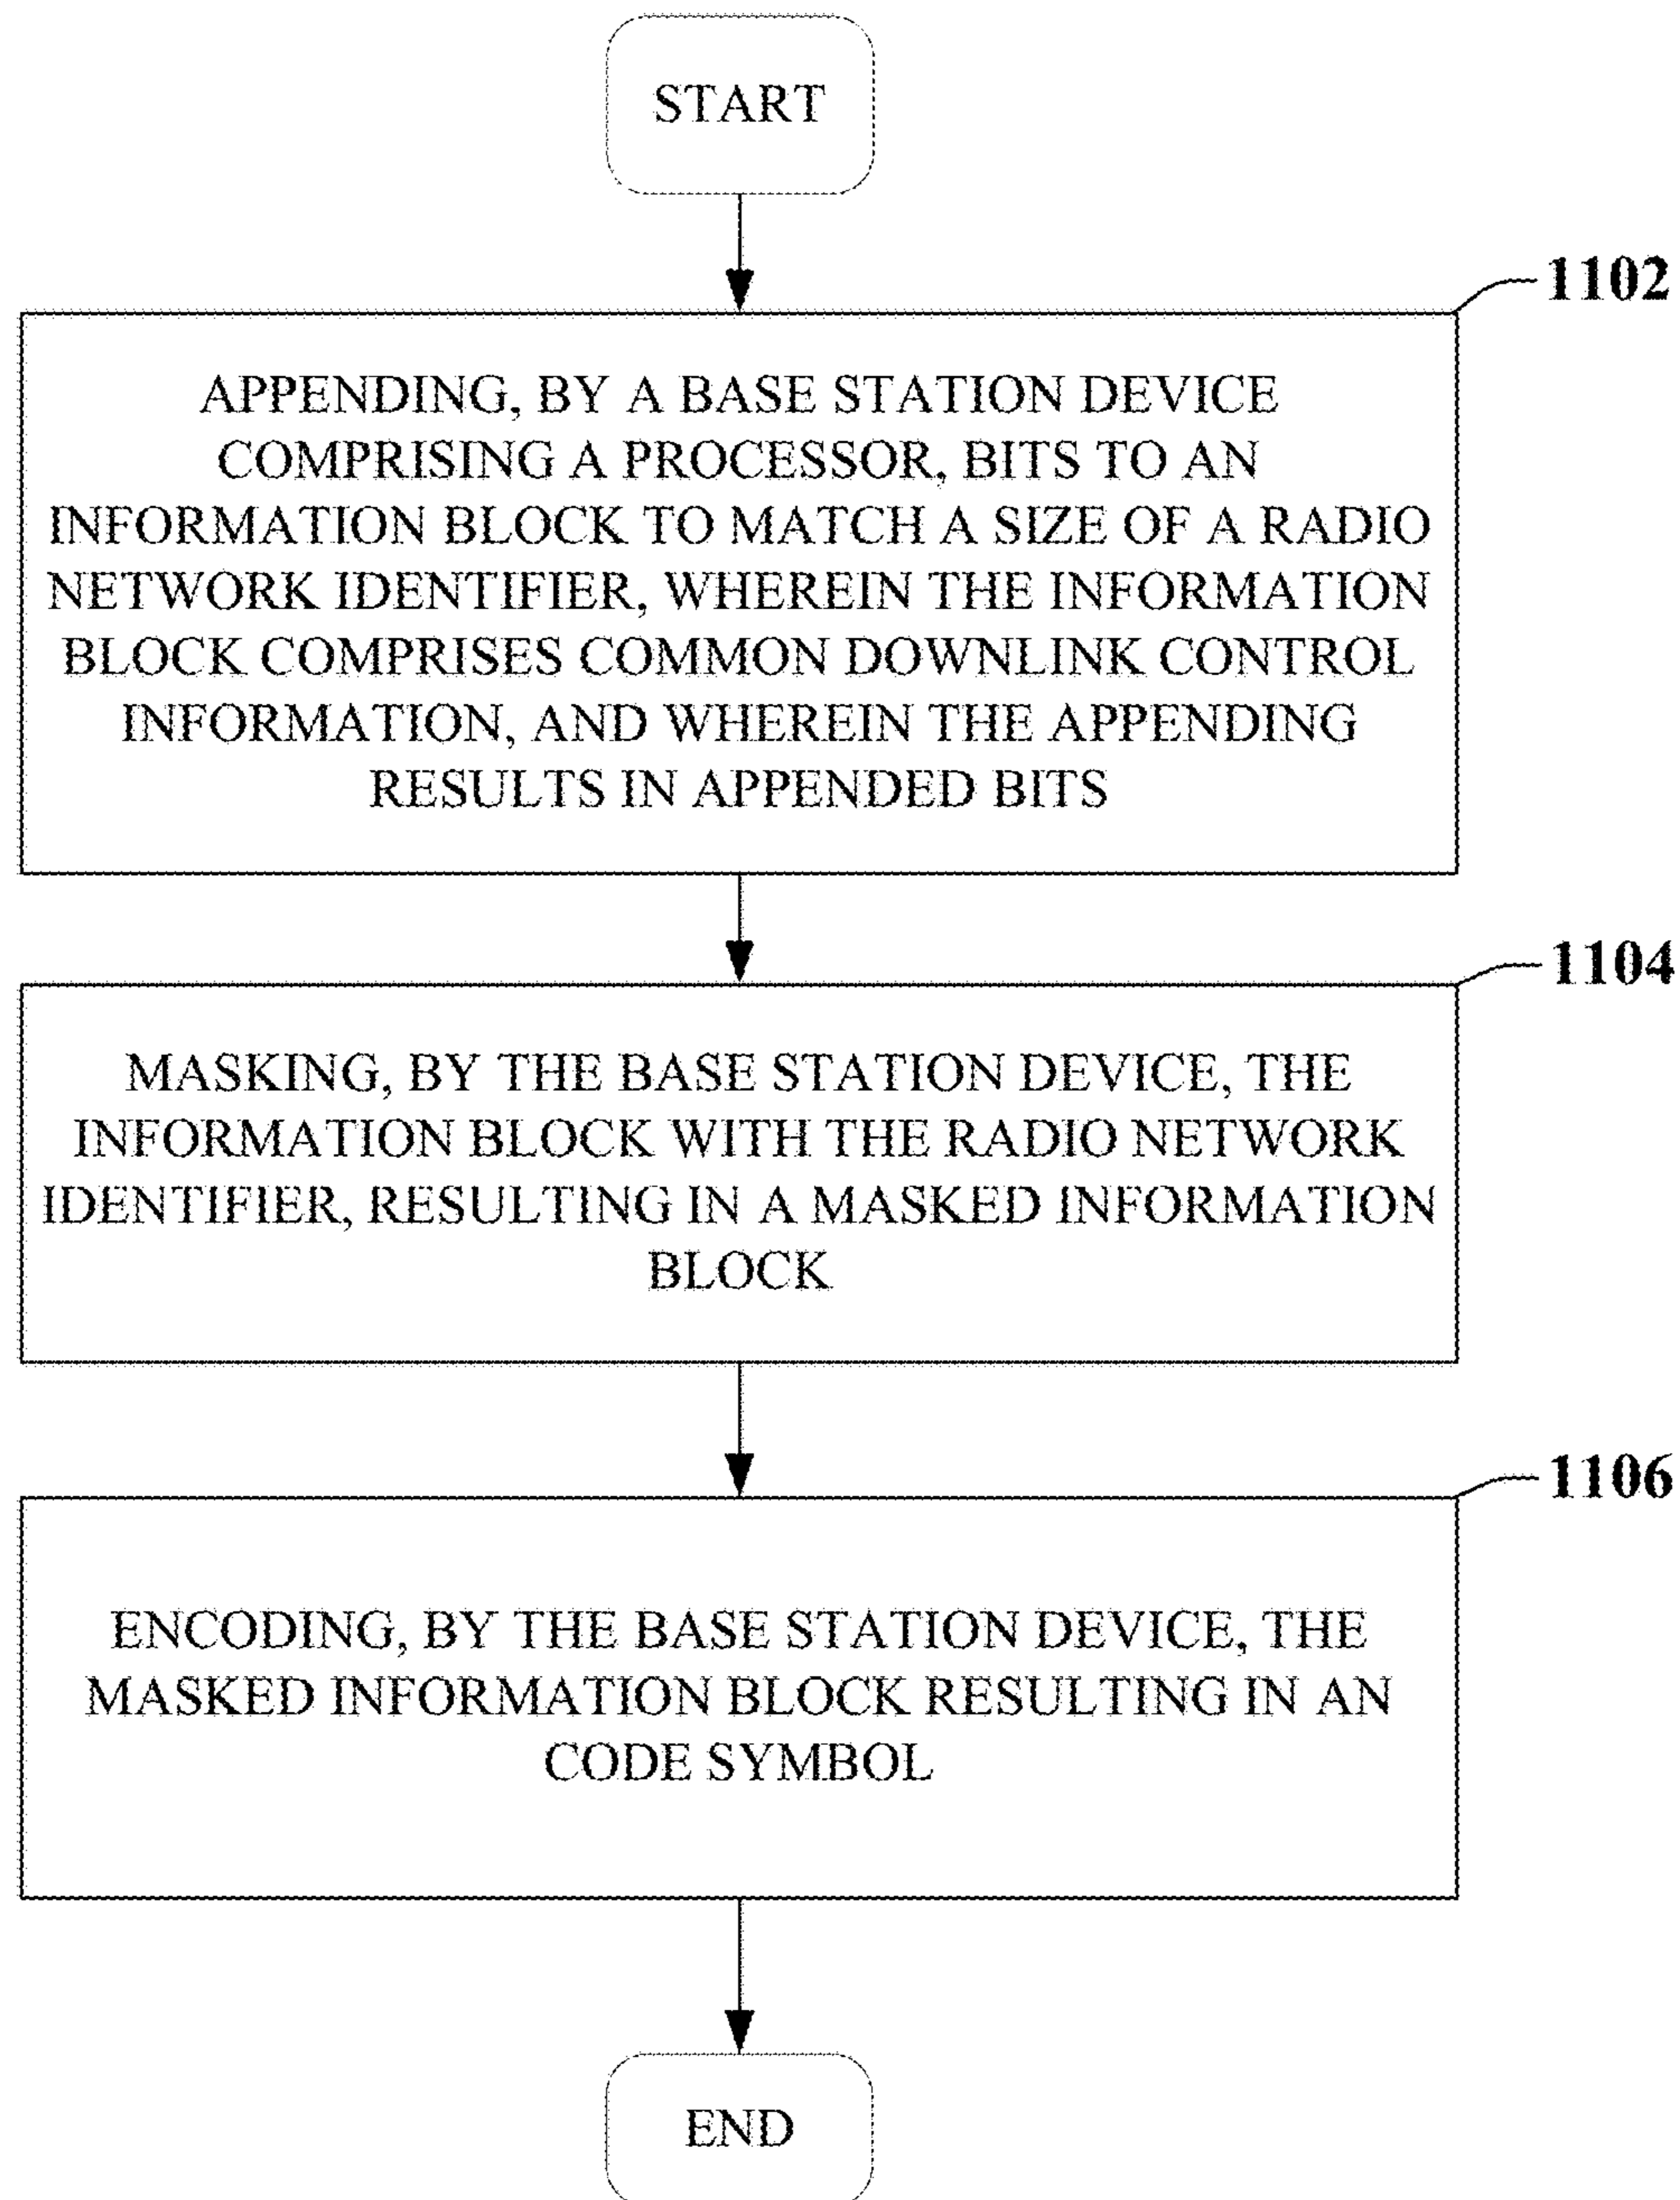 START
1102
APPENDING, BY A BASE STATION DEVICE
COMPRISING A PROCESSOR, BITS TO AN
INFORMATION BLOCK TO MATCH A SIZE OF A RADIO
NETWORK IDENTIFIER, WHEREIN THE INFORMATION
BLOCK COMPRISES COMMON DOWNLINK CONTROL
INFORMATION, AND WHEREIN THE APPENDING
RESULTS IN APPENDED BITS
1104
MASKING, BY THE BASE STATION DEVICE, THE
INFORMATION BLOCK WITH THE RADIO NETWORK
IDENTIFIER, RESULTING IN A MASKED INFORMATION
BLOCK
1106
ENCODING, BY THE BASE STATION DEVICE, THE
MASKED INFORMATION BLOCK RESULTING IN AN
CODE SYMBOL
END